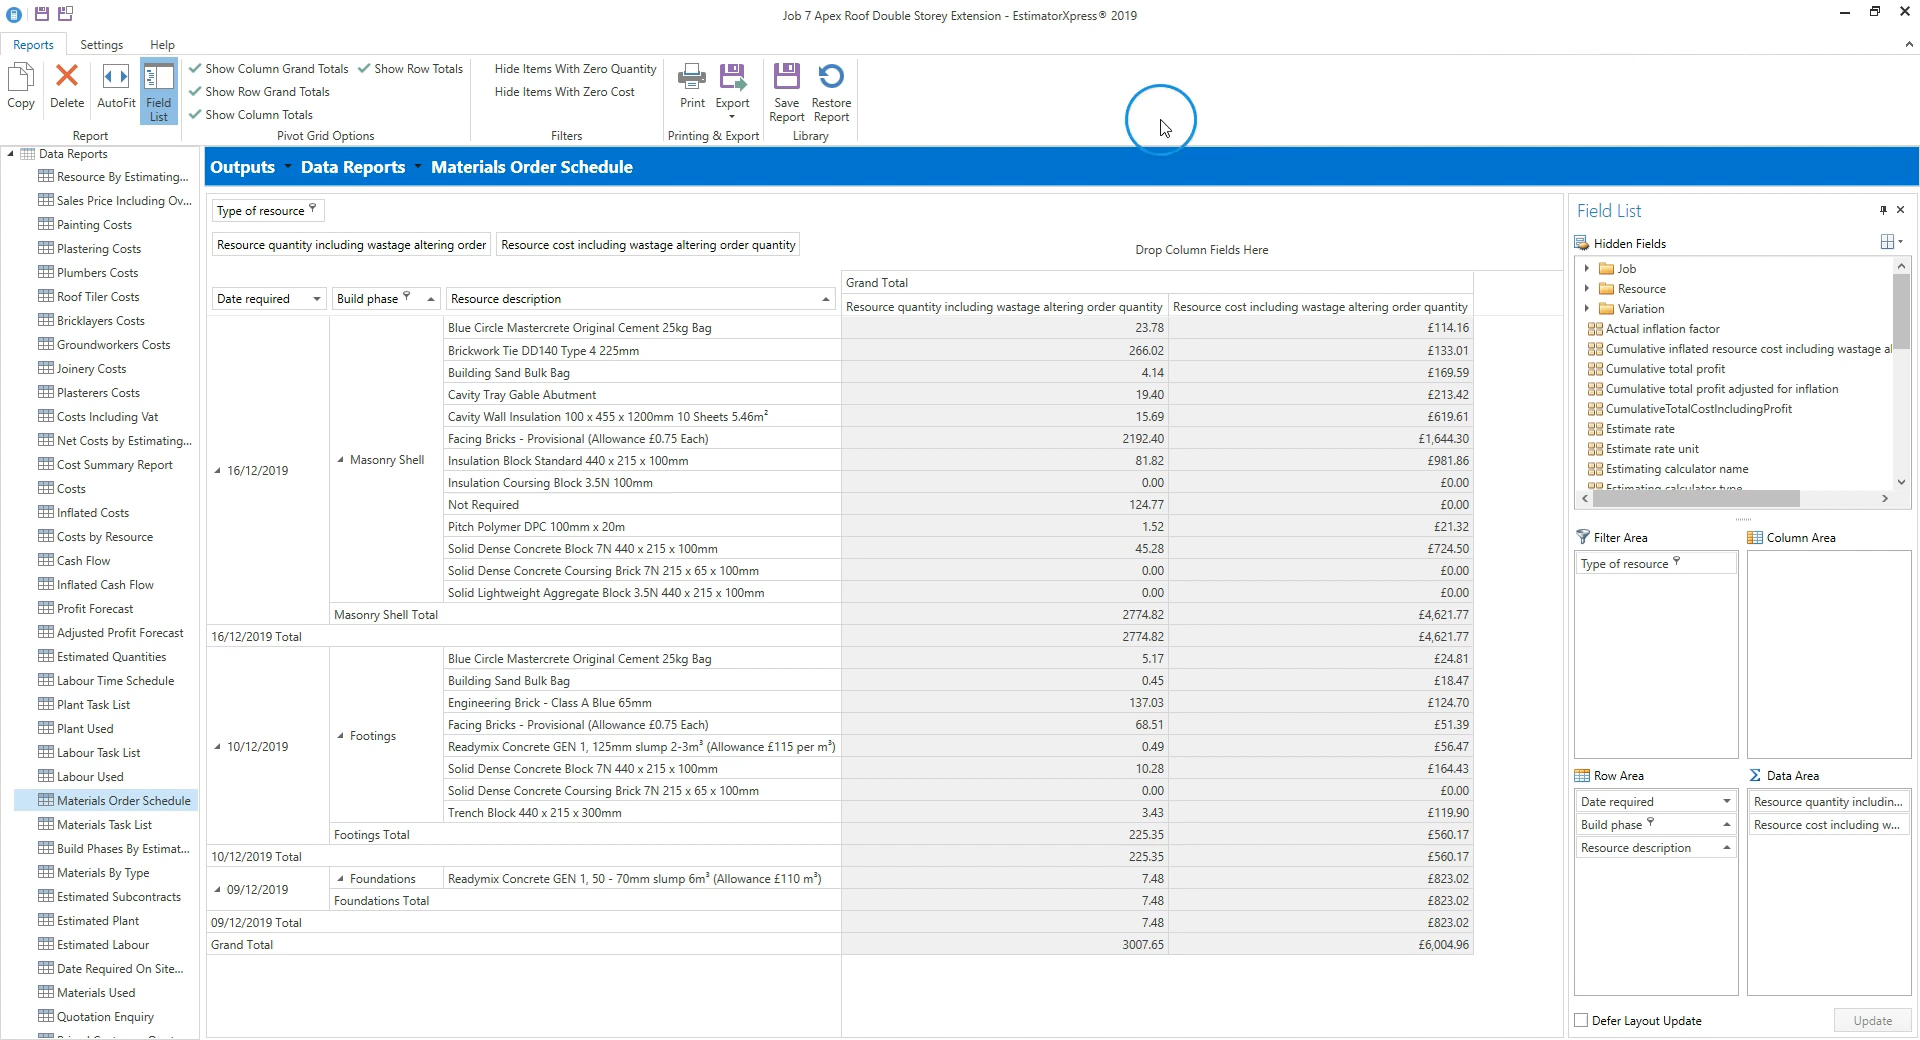 Job 7 Apex Roof Double Storey Extension - EstimatorXpress® 2019
Reports Settings Help
Copy Delete AutoFit Field List
Show Column Grand Totals Show Row Totals
Show Row Grand Totals
Show Column Totals
Hide Items With Zero Quantity
Hide Items With Zero Cost
Print Export Save Report Restore Report
Report Pivot Grid Options Filters Printing & Export Library
Data Reports
Resource By Estimating...
Sales Price Including Ov...
Painting Costs
Plastering Costs
Plumbers Costs
Roof Tiler Costs
Bricklayers Costs
Groundworkers Costs
Joinery Costs
Plasterers Costs
Costs Including Vat
Net Costs by Estimating...
Cost Summary Report
Costs
Inflated Costs
Costs by Resource
Cash Flow
Inflated Cash Flow
Profit Forecast
Adjusted Profit Forecast
Estimated Quantities
Labour Time Schedule
Plant Task List
Plant Used
Labour Task List
Labour Used
Materials Order Schedule
Materials Task List
Build Phases By Estimat...
Materials By Type
Estimated Subcontracts
Estimated Plant
Estimated Labour
Date Required On Site...
Materials Used
Quotation Enquiry
Outputs Data Reports Materials Order Schedule
Type of resource
Resource quantity including wastage altering order Resource cost including wastage altering order quantity
Drop Column Fields Here
Grand Total
Date required Build phase Resource description
Resource quantity including wastage altering order quantity Resource cost including wastage altering order quantity
16/12/2019 Masonry Shell
Blue Circle Mastercrete Original Cement 25kg Bag 23.78 £114.16
Brickwork Tie DD140 Type 4 225mm 266.02 £133.01
Building Sand Bulk Bag 4.14 £169.59
Cavity Tray Gable Abutment 19.40 £213.42
Cavity Wall Insulation 100 x 455 x 1200mm 10 Sheets 5.46m² 15.69 £619.61
Facing Bricks - Provisional (Allowance £0.75 Each) 2192.40 £1,644.30
Insulation Block Standard 440 x 215 x 100mm 81.82 £981.86
Insulation Coursing Block 3.5N 100mm 0.00 £0.00
Not Required 124.77 £0.00
Pitch Polymer DPC 100mm x 20m 1.52 £21.32
Solid Dense Concrete Block 7N 440 x 215 x 100mm 45.28 £724.50
Solid Dense Concrete Coursing Brick 7N 215 x 65 x 100mm 0.00 £0.00
Solid Lightweight Aggregate Block 3.5N 440 x 215 x 100mm 0.00 £0.00
Masonry Shell Total 2774.82 £4,621.77
16/12/2019 Total 2774.82 £4,621.77
10/12/2019 Footings
Blue Circle Mastercrete Original Cement 25kg Bag 5.17 £24.81
Building Sand Bulk Bag 0.45 £18.47
Engineering Brick - Class A Blue 65mm 137.03 £124.70
Facing Bricks - Provisional (Allowance £0.75 Each) 68.51 £51.39
Readymix Concrete GEN 1, 125mm slump 2-3m³ (Allowance £115 per m³) 0.49 £56.47
Solid Dense Concrete Block 7N 440 x 215 x 100mm 10.28 £164.43
Solid Dense Concrete Coursing Brick 7N 215 x 65 x 100mm 0.00 £0.00
Trench Block 440 x 215 x 300mm 3.43 £119.90
Footings Total 225.35 £560.17
10/12/2019 Total 225.35 £560.17
09/12/2019 Foundations Readymix Concrete GEN 1, 50 - 70mm slump 6m³ (Allowance £110 m³) 7.48 £823.02
Foundations Total 7.48 £823.02
09/12/2019 Total 7.48 £823.02
Grand Total 3007.65 £6,004.96
Field List
Hidden Fields
Job
Resource
Variation
Actual inflation factor
Cumulative inflated resource cost including wastage al
Cumulative total profit
Cumulative total profit adjusted for inflation
CumulativeTotalCostIncludingProfit
Estimate rate
Estimate rate unit
Estimating calculator name
Estimating calculator type
Filter Area Column Area
Type of resource
Row Area Data Area
Date required Resource quantity includin...
Build phase Resource cost including w...
Resource description
Defer Layout Update Update